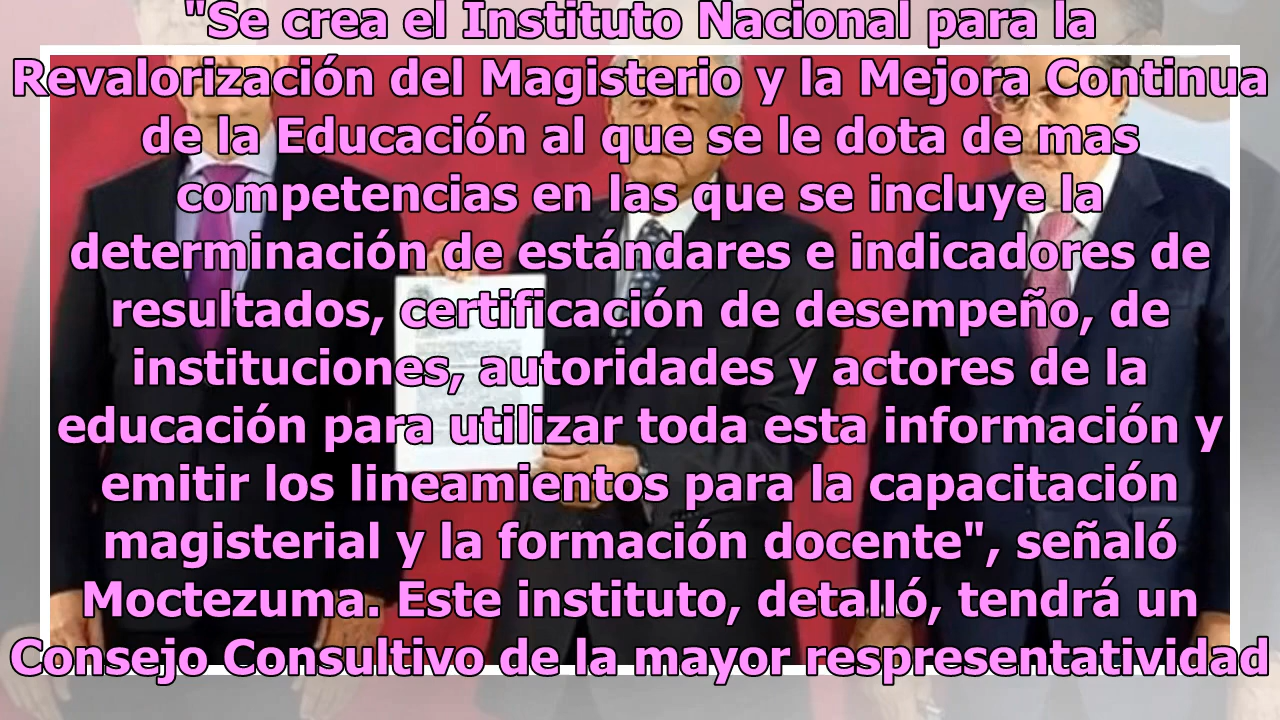 "Se crea el Instituto Nacional para la
Revalorización del Magisterio y la Mejora Continua
de la Educación al que se le dota de mas
competencias en las que se incluye la
determinación de estándares e indicadores de
resultados, certificación de desempeño, de
instituciones, autoridades y actores de la
educación para utilizar toda esta información y
emitir los lineamientos para la capacitación
magisterial y la formación docente", señaló
Moctezuma. Este instituto, detalló, tendrá un
Consejo Consultivo de la mayor respresentatividad